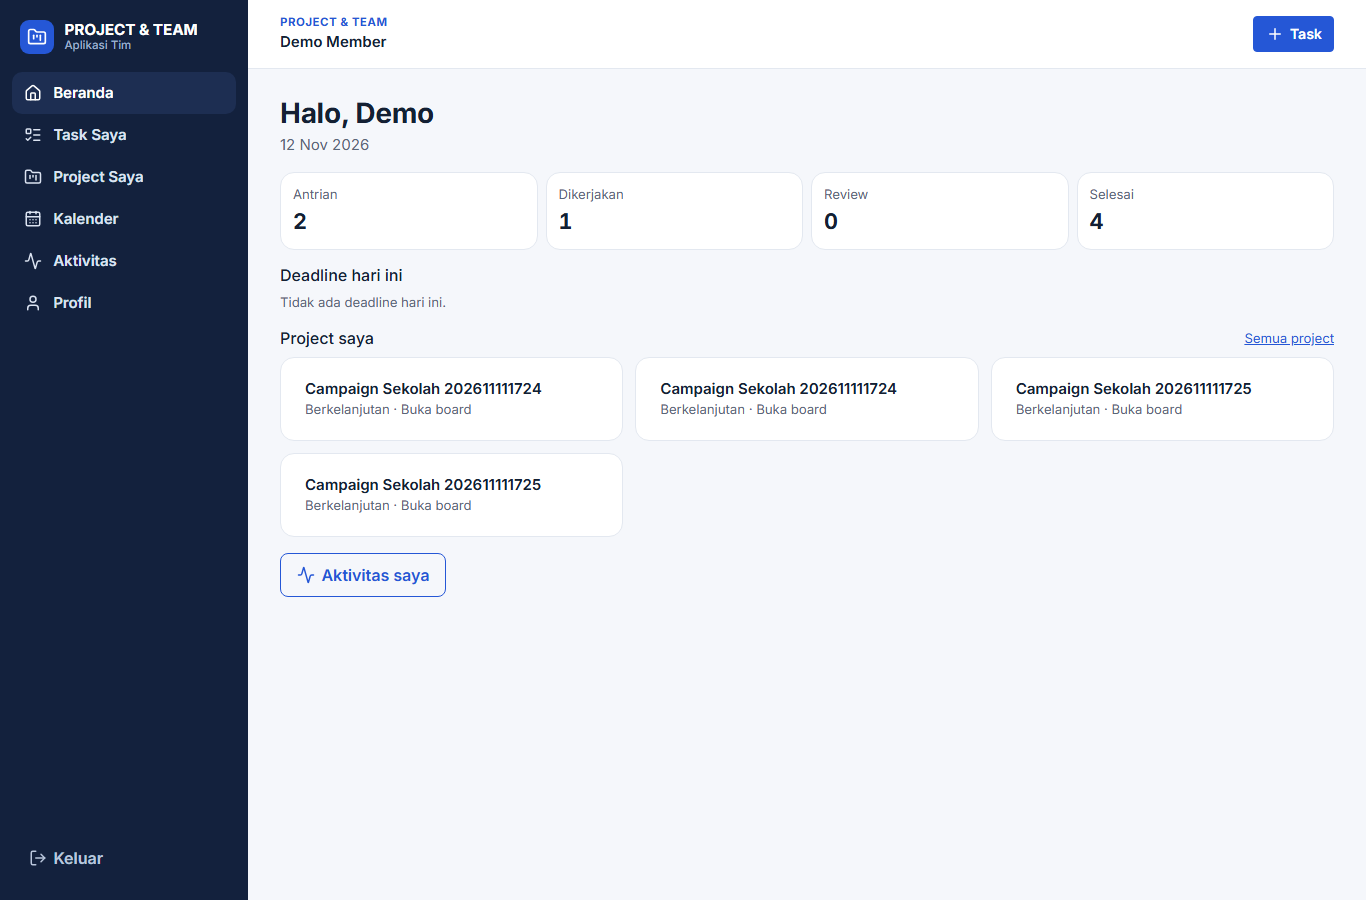 PROJECT & TEAM
Aplikasi Tim
Beranda
Task Saya
Project Saya
Kalender
Aktivitas
Profil
Keluar
PROJECT & TEAM
Demo Member
+ Task
Halo, Demo
12 Nov 2026
Antrian
2
Dikerjakan
1
Review
0
Selesai
4
Deadline hari ini
Tidak ada deadline hari ini.
Project saya
Semua project
Campaign Sekolah 202611111724
Berkelanjutan · Buka board
Campaign Sekolah 202611111724
Berkelanjutan · Buka board
Campaign Sekolah 202611111725
Berkelanjutan · Buka board
Campaign Sekolah 202611111725
Berkelanjutan · Buka board
Aktivitas saya